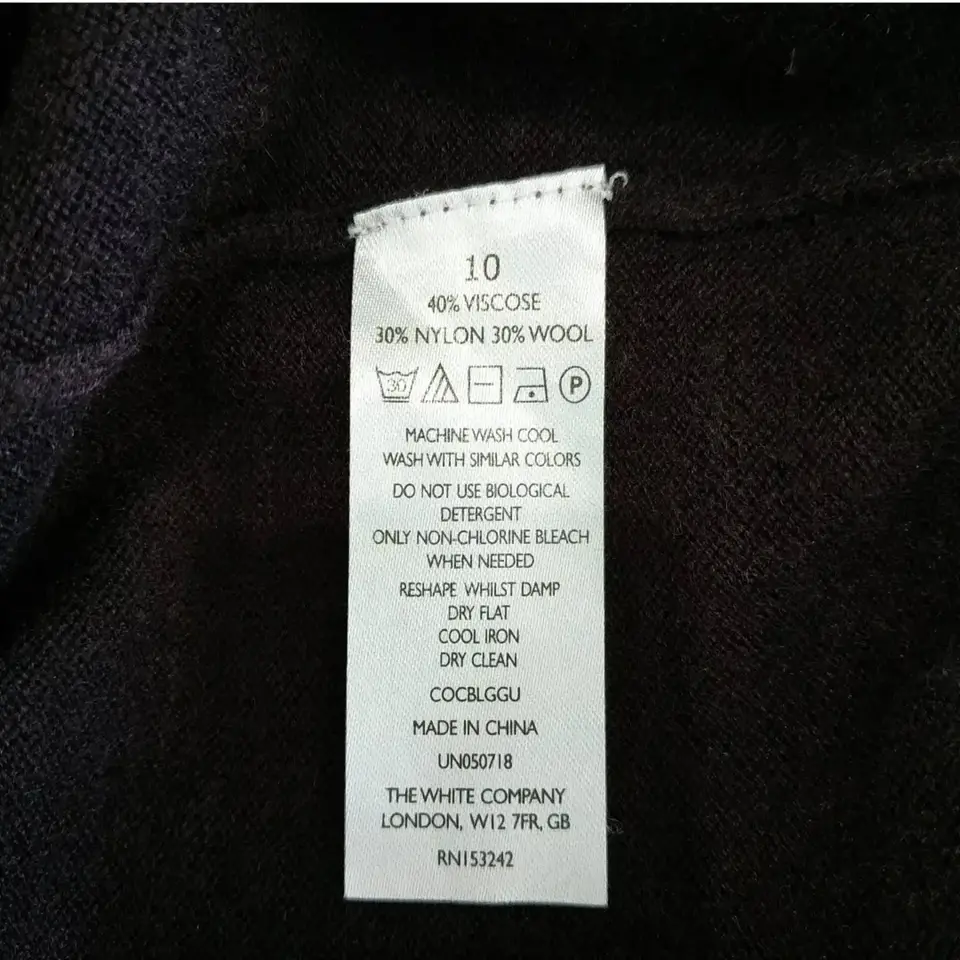 10
40% VISCOSE
30% NYLON 30% WOOL
30 P
MACHINE WASH COOL
WASH WITH SIMILAR COLORS
DO NOT USE BIOLOGICAL
DETERGENT
ONLY NON-CHLORINE BLEACH
WHEN NEEDED
RESHAPE WHILST DAMP
DRY FLAT
COOL IRON
DRY CLEAN
COCBLGGU
MADE IN CHINA
UN050718
THE WHITE COMPANY
LONDON, W12 7FR, GB
RN153242